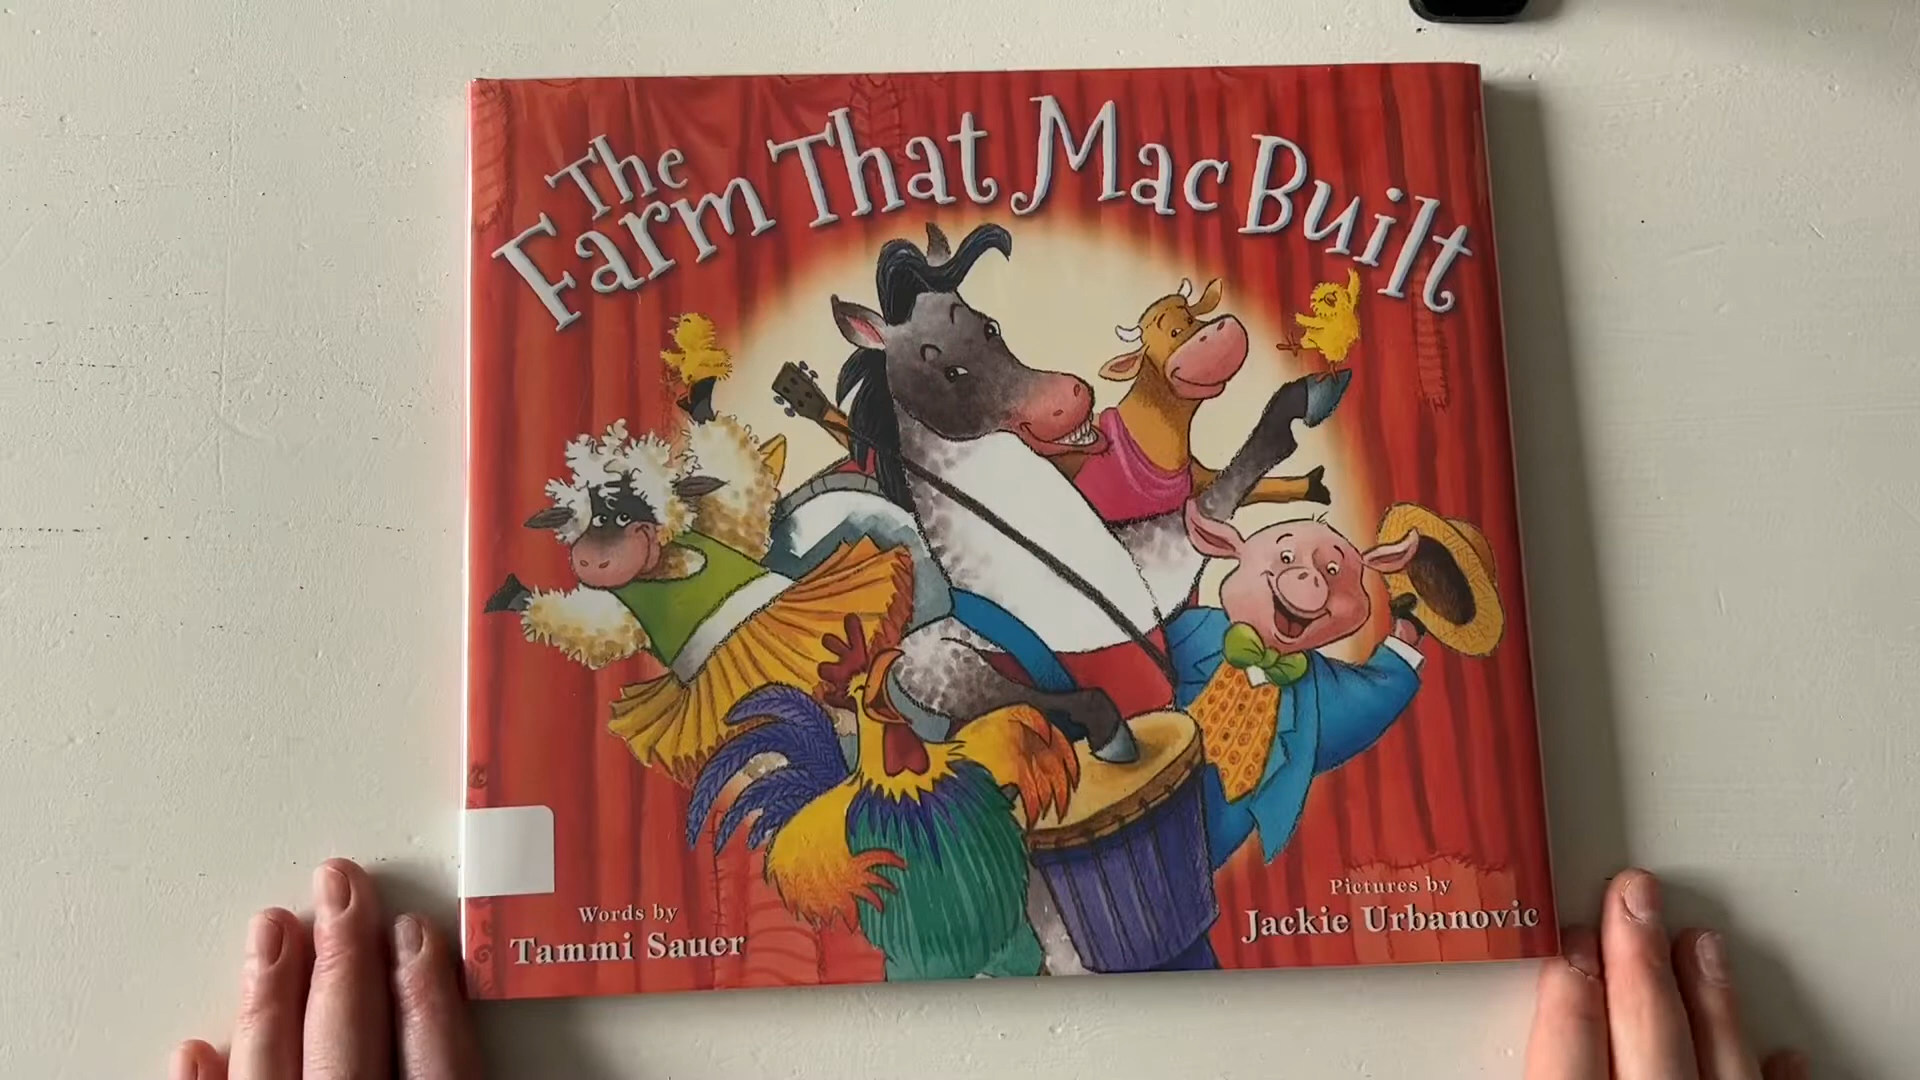 The
Farm That Mac Built
Words by
Tammi Sauer
Pictures by
Jackie Urbanovic